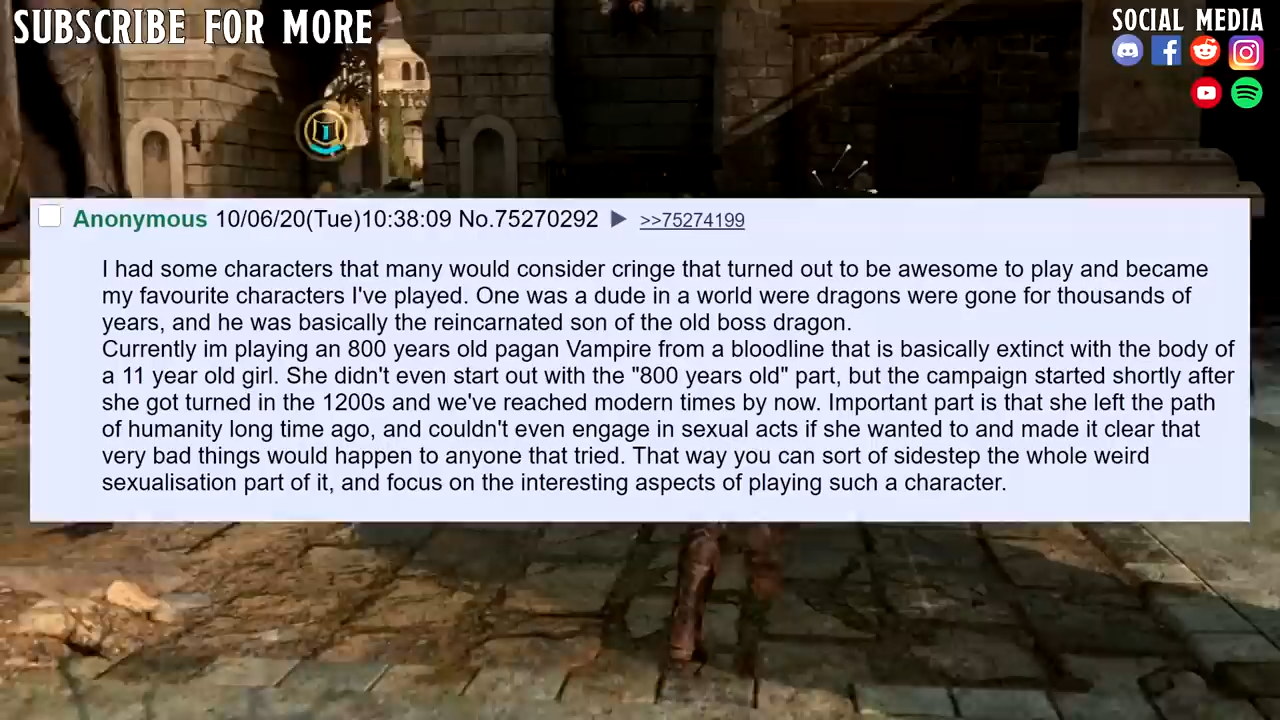 SUBSCRIBE FOR MORE
SOCIAL MEDIA
Anonymous 10/06/20(Tue)10:38:09 No.75270292 ▶ >>75274199
I had some characters that many would consider cringe that turned out to be awesome to play and became
my favourite characters I've played. One was a dude in a world were dragons were gone for thousands of
years, and he was basically the reincarnated son of the old boss dragon.
Currently im playing an 800 years old pagan Vampire from a bloodline that is basically extinct with the body of
a 11 year old girl. She didn't even start out with the "800 years old" part, but the campaign started shortly after
she got turned in the 1200s and we've reached modern times by now. Important part is that she left the path
of humanity long time ago, and couldn't even engage in sexual acts if she wanted to and made it clear that
very bad things would happen to anyone that tried. That way you can sort of sidestep the whole weird
sexualisation part of it, and focus on the interesting aspects of playing such a character.